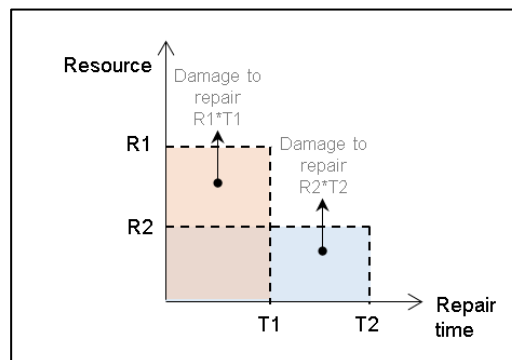 Resource
Damage to
repair
R1*T1
R1
Damage to
repair
R2*T2
R2
T1
T2
Repair
time